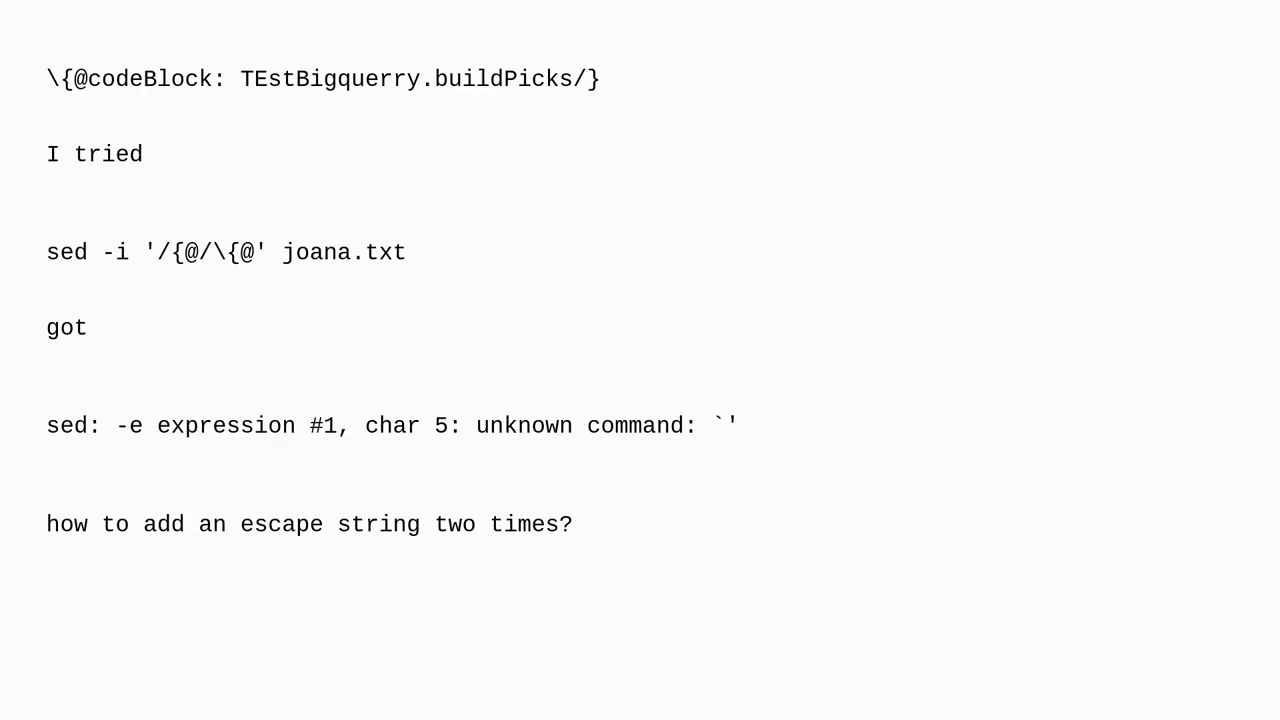 \{@codeBlock: TEstBigquerry.buildPicks/}
I tried
sed -i '/{@/\{@' joana.txt
got
sed: -e expression #1, char 5: unknown command: `'
how to add an escape string two times?